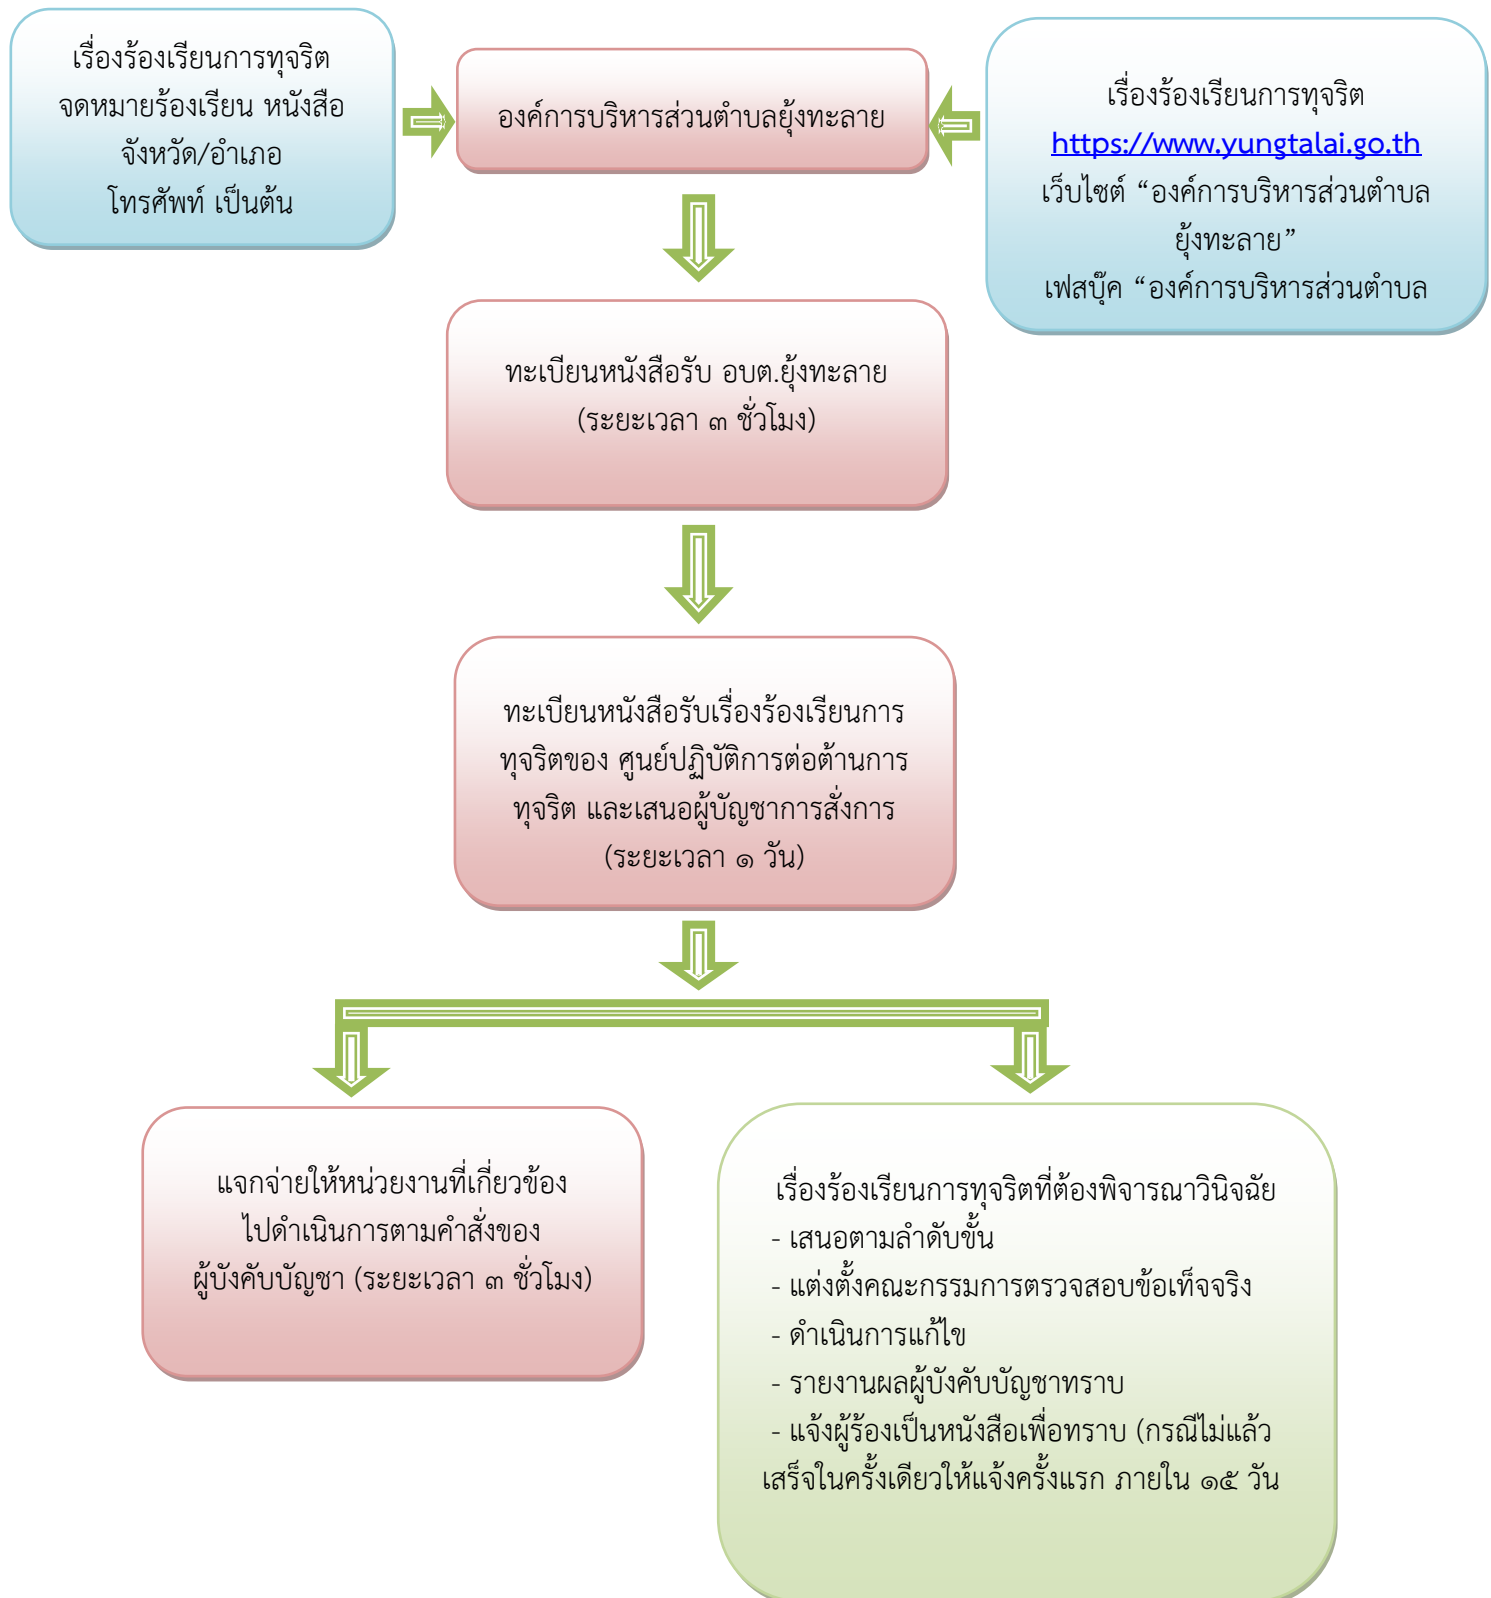 เรื่องร้องเรียนการทุจริต
จดหมายร้องเรียน หนังสือ
จังหวัด/อำเภอ
โทรศัพท์ เป็นต้น
องค์การบริหารส่วนตำบลยุ้งทะลาย
เรื่องร้องเรียนการทุจริต
https://www.yungtalai.go.th
เว็บไซต์ “องค์การบริหารส่วนตำบล
ยุ้งทะลาย”
เฟสบุ๊ค “องค์การบริหารส่วนตำบล
ทะเบียนหนังสือรับ อบต.ยุ้งทะลาย
(ระยะเวลา ๓ ชั่วโมง)
ทะเบียนหนังสือรับเรื่องร้องเรียนการ
ทุจริตของ ศูนย์ปฏิบัติการต่อต้านการ
ทุจริต และเสนอผู้บัญชาการสั่งการ
(ระยะเวลา ๑ วัน)
แจกจ่ายให้หน่วยงานที่เกี่ยวข้อง
ไปดำเนินการตามคำสั่งของ
ผู้บังคับบัญชา (ระยะเวลา ๓ ชั่วโมง)
เรื่องร้องเรียนการทุจริตที่ต้องพิจารณาวินิจฉัย
- เสนอตามลำดับขั้น
- แต่งตั้งคณะกรรมการตรวจสอบข้อเท็จจริง
- ดำเนินการแก้ไข
- รายงานผลผู้บังคับบัญชาทราบ
- แจ้งผู้ร้องเป็นหนังสือเพื่อทราบ (กรณีไม่แล้ว
เสร็จในครั้งเดียวให้แจ้งครั้งแรก ภายใน ๑๕ วัน